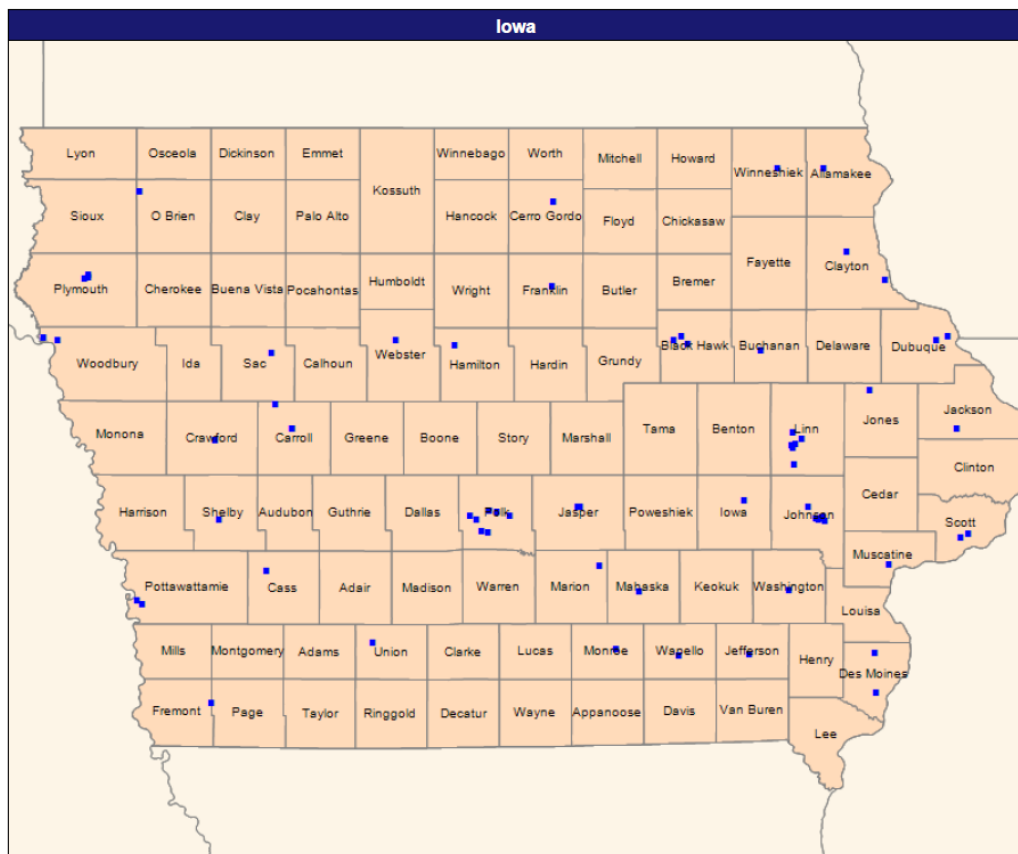 Iowa
Lyon
Osceola
Dickinson
Emmet
Winnebago
Worth
Mitchell
Howard
Winneshiek
Allamakee
Kossuth
Sioux
O Brien
Clay
Palo Alto
Hancock
Cerro Gordo
Floyd
Chickasaw
Fayette
Clayton
Plymouth
Cherokee
Buena Vista
Pocahontas
Humboldt
Wright
Franklin
Butler
Bremer
Woodbury
Ida
Sac
Calhoun
Webster
Hamilton
Hardin
Grundy
Black Hawk
Buchanan
Delaware
Dubuque
Monona
Crawford
Carroll
Greene
Boone
Story
Marshall
Tama
Benton
Linn
Jones
Jackson
Clinton
Cedar
Harrison
Shelby
Audubon
Guthrie
Dallas
Polk
Jasper
Poweshiek
Iowa
Johnson
Scott
Muscatine
Pottawattamie
Cass
Adair
Madison
Warren
Marion
Mahaska
Keokuk
Washington
Louisa
Mills
Montgomery
Adams
Union
Clarke
Lucas
Monroe
Wapello
Jefferson
Henry
Des Moines
Fremont
Page
Taylor
Ringgold
Decatur
Wayne
Appanoose
Davis
Van Buren
Lee